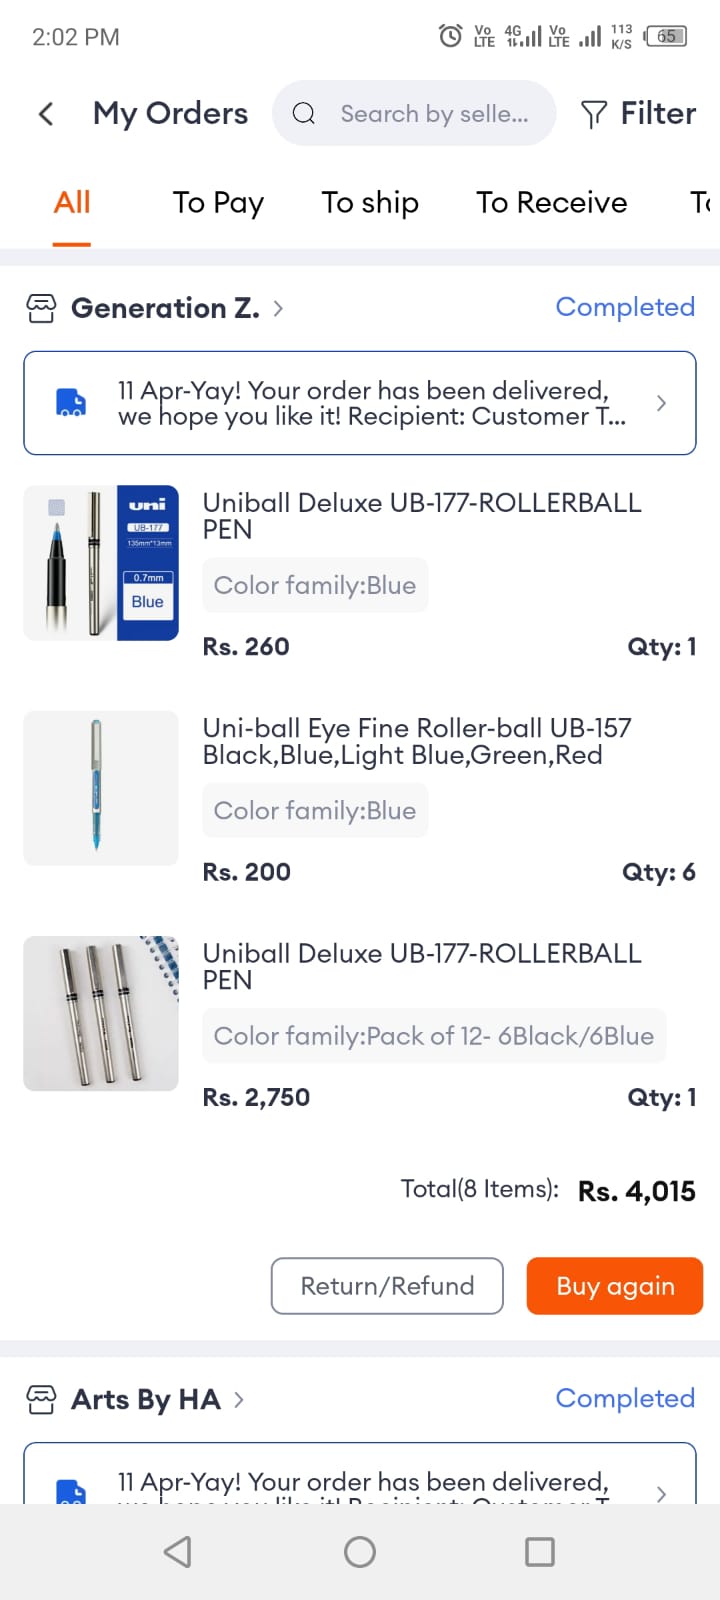 2:02 PM
Vo LTE 4G Vo LTE 113 K/S 65
My Orders
Search by selle...
Filter
All
To Pay
To ship
To Receive
Generation Z.
Completed
11 Apr-Yay! Your order has been delivered,
we hope you like it! Recipient: Customer T...
uni
UB-177
135mm*13mm
0.7mm
Blue
Uniball Deluxe UB-177-ROLLERBALL
PEN
Color family:Blue
Rs. 260
Qty: 1
Uni-ball Eye Fine Roller-ball UB-157
Black,Blue,Light Blue,Green,Red
Color family:Blue
Rs. 200
Qty: 6
Uniball Deluxe UB-177-ROLLERBALL
PEN
Color family:Pack of 12- 6Black/6Blue
Rs. 2,750
Qty: 1
Total(8 Items): Rs. 4,015
Return/Refund
Buy again
Arts By HA
Completed
11 Apr-Yay! Your order has been delivered,